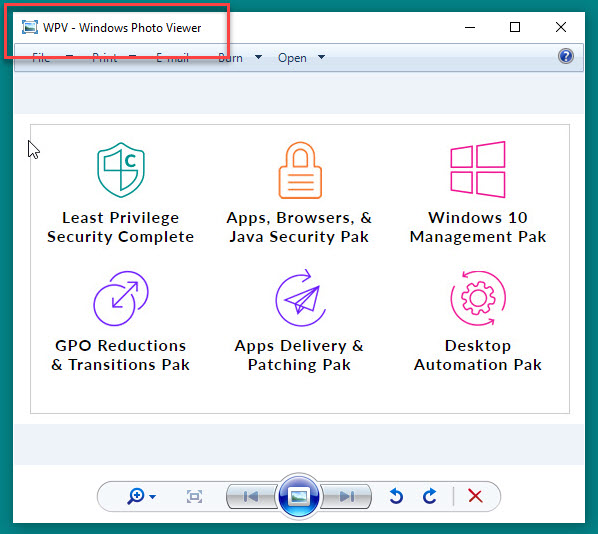 WPV - Windows Photo Viewer
File Print E-mail Burn Open
C
Least Privilege
Security Complete
Apps, Browsers, &
Java Security Pak
Windows 10
Management Pak
GPO Reductions
& Transitions Pak
Apps Delivery &
Patching Pak
Desktop
Automation Pak